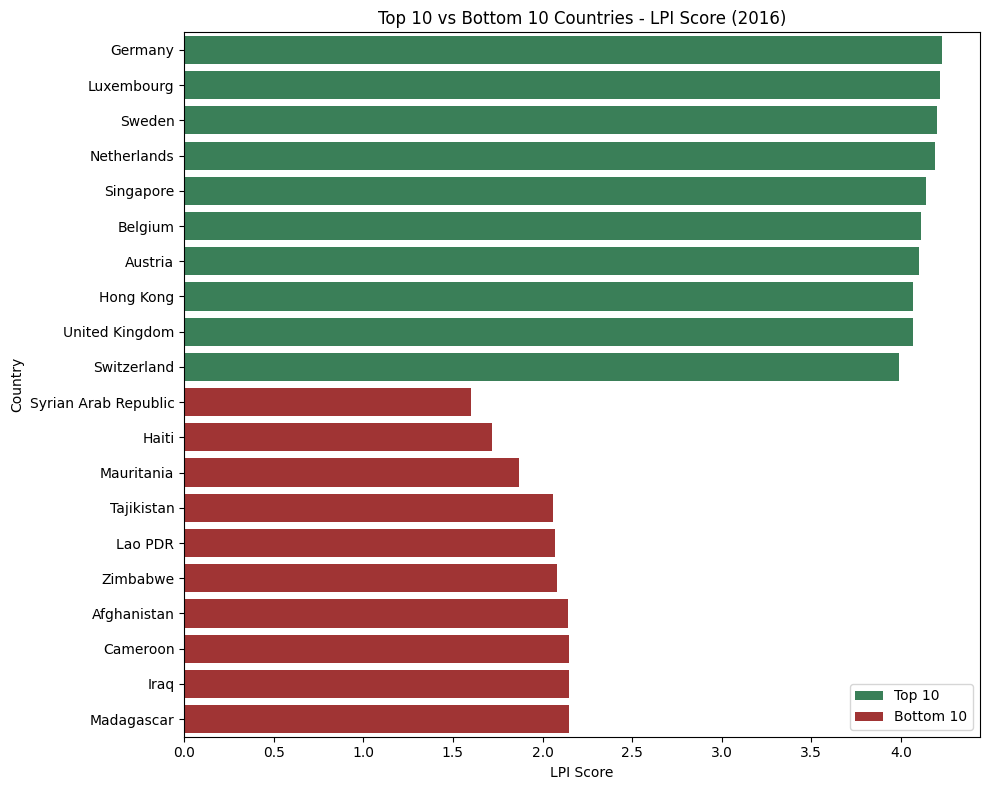 Top 10 vs Bottom 10 Countries - LPI Score (2016)
Country
Germany
Luxembourg
Sweden
Netherlands
Singapore
Belgium
Austria
Hong Kong
United Kingdom
Switzerland
Syrian Arab Republic
Haiti
Mauritania
Tajikistan
Lao PDR
Zimbabwe
Afghanistan
Cameroon
Iraq
Madagascar
Top 10
Bottom 10
0.0 0.5 1.0 1.5 2.0 2.5 3.0 3.5 4.0
LPI Score